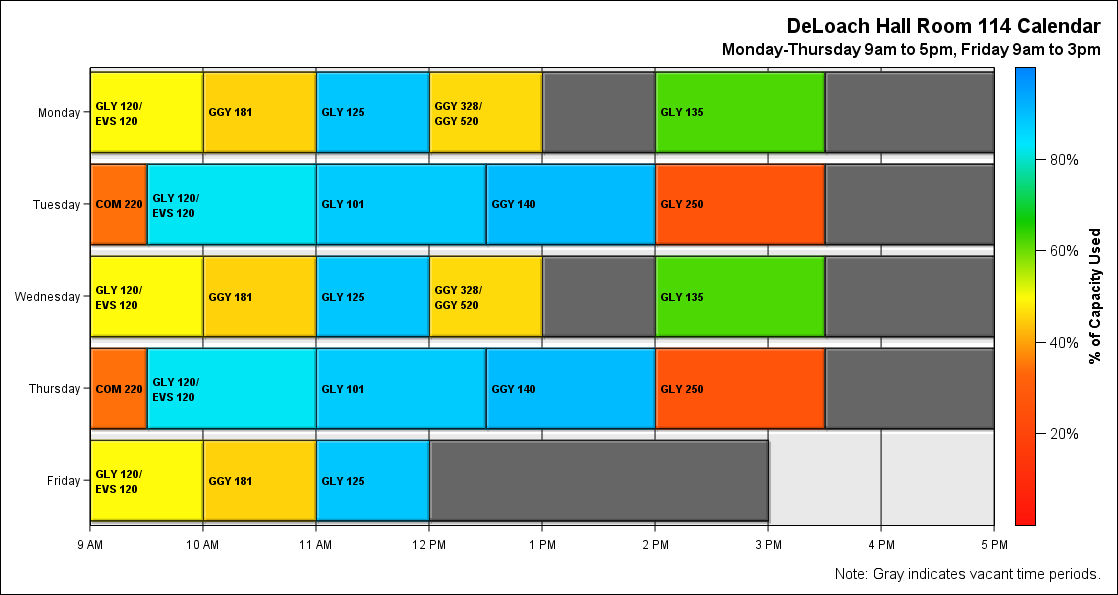 DeLoach Hall Room 114 Calendar
Monday-Thursday 9am to 5pm, Friday 9am to 3pm
Monday
GLY 120/
EVS 120
GGY 181
GLY 125
GGY 328/
GGY 520
GLY 135
Tuesday
COM 220
GLY 120/
EVS 120
GLY 101
GGY 140
GLY 250
Wednesday
GLY 120/
EVS 120
GGY 181
GLY 125
GGY 328/
GGY 520
GLY 135
Thursday
COM 220
GLY 120/
EVS 120
GLY 101
GGY 140
GLY 250
Friday
GLY 120/
EVS 120
GGY 181
GLY 125
9 AM 10 AM 11 AM 12 PM 1 PM 2 PM 3 PM 4 PM 5 PM
80%
60%
40%
20%
% of Capacity Used
Note: Gray indicates vacant time periods.